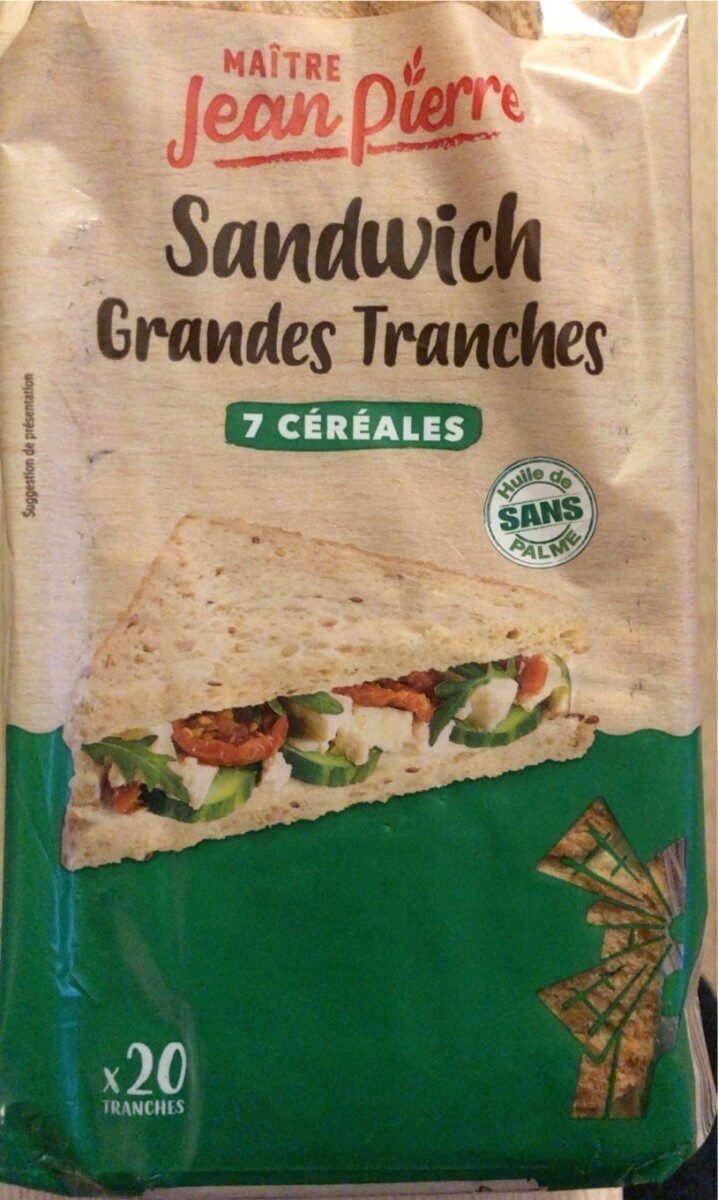 MAÎTRE
Jean Pierre
Sandwich
Grandes Tranches
7 CÉRÉALES
Suggestion de présentation
Huile de
SANS
PALME
x20
TRANCHES